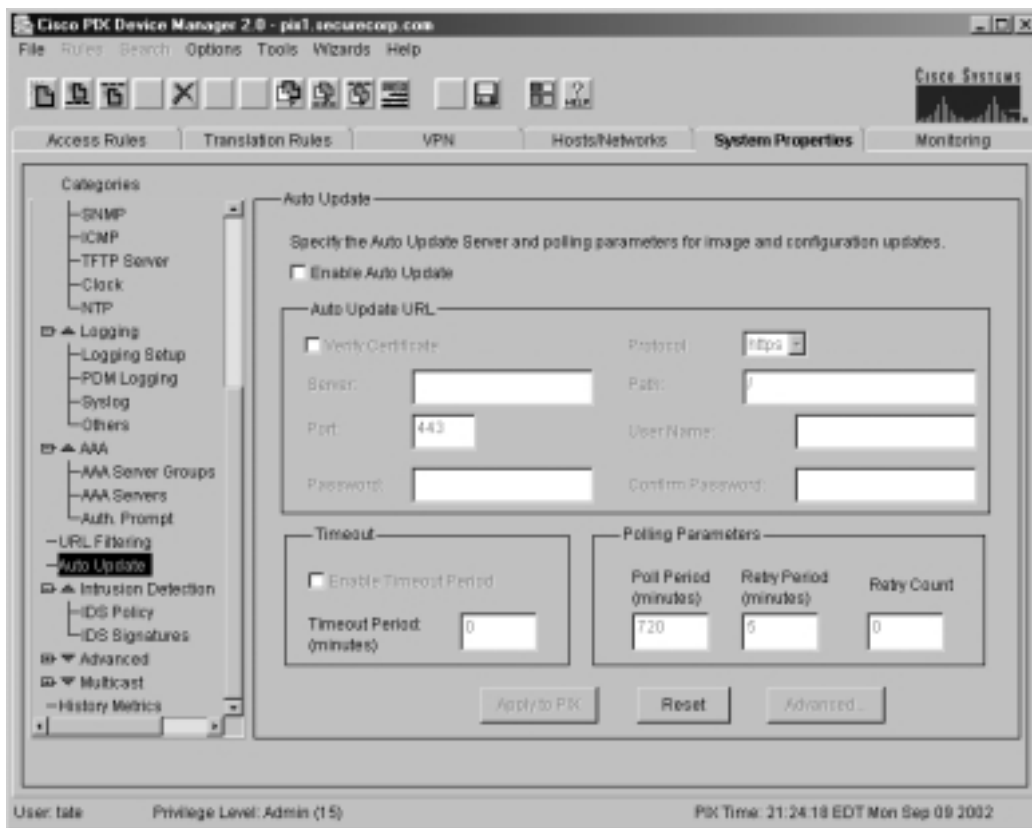 Cisco PIX Device Manager 2.0 - pix1.securecorp.com
File Rules Search Options Tools Wizards Help
HELP
CISCO SYSTEMS
Access Rules Translation Rules VPN Hosts/Networks System Properties Monitoring
Categories
SNMP
ICMP
TFTP Server
Clock
NTP
Logging
Logging Setup
PDM Logging
Syslog
Others
AAA
AAA Server Groups
AAA Servers
Auth. Prompt
URL Filtering
Auto Update
Intrusion Detection
IDS Policy
IDS Signatures
Advanced
Multicast
History Metrics
Auto Update
Specify the Auto Update Server and polling parameters for image and configuration updates.
Enable Auto Update
Auto Update URL
Verify Certificate Protocol: https
Server: Path: /
Port: 443 User Name:
Password: Confirm Password:
Timeout
Enable Timeout Period
Timeout Period: 0
(minutes)
Polling Parameters
Poll Period Retry Period Retry Count
(minutes) (minutes)
720 5 0
Apply to PIX Reset Advanced...
User: tate Privilege Level: Admin (15) PIX Time: 21:24:18 EDT Mon Sep 09 2002